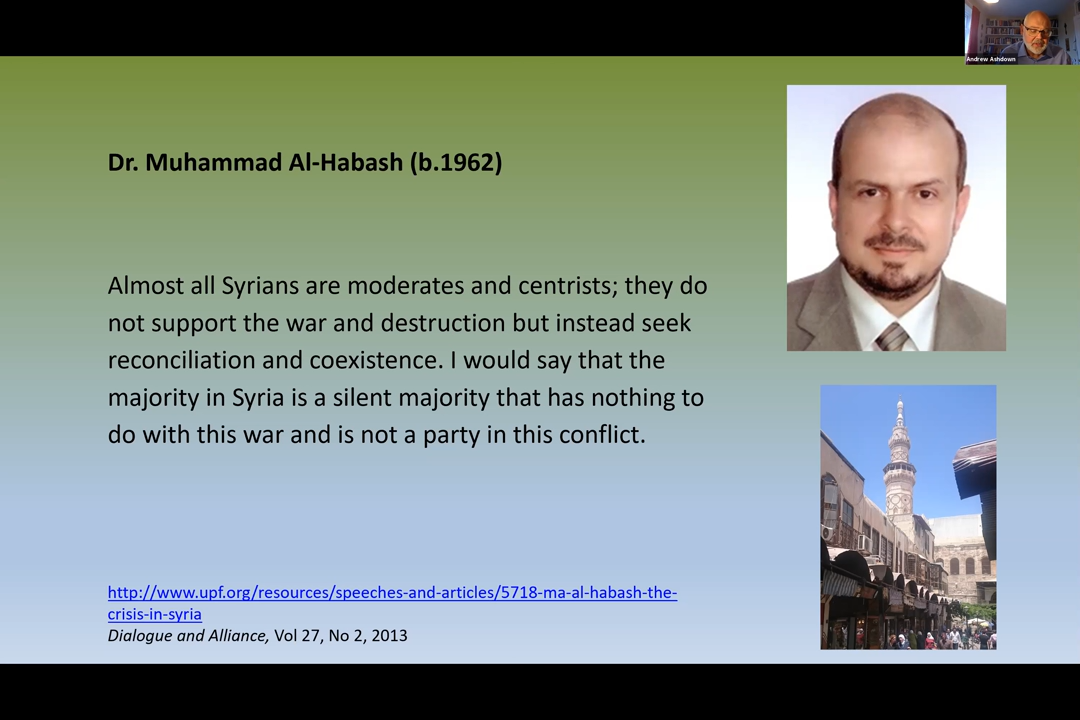 Andrew Ashdown
Dr. Muhammad Al-Habash (b.1962)
Almost all Syrians are moderates and centrists; they do
not support the war and destruction but instead seek
reconciliation and coexistence. I would say that the
majority in Syria is a silent majority that has nothing to
do with this war and is not a party in this conflict.
http://www.upf.org/resources/speeches-and-articles/5718-ma-al-habash-the-
crisis-in-syria
Dialogue and Alliance, Vol 27, No 2, 2013